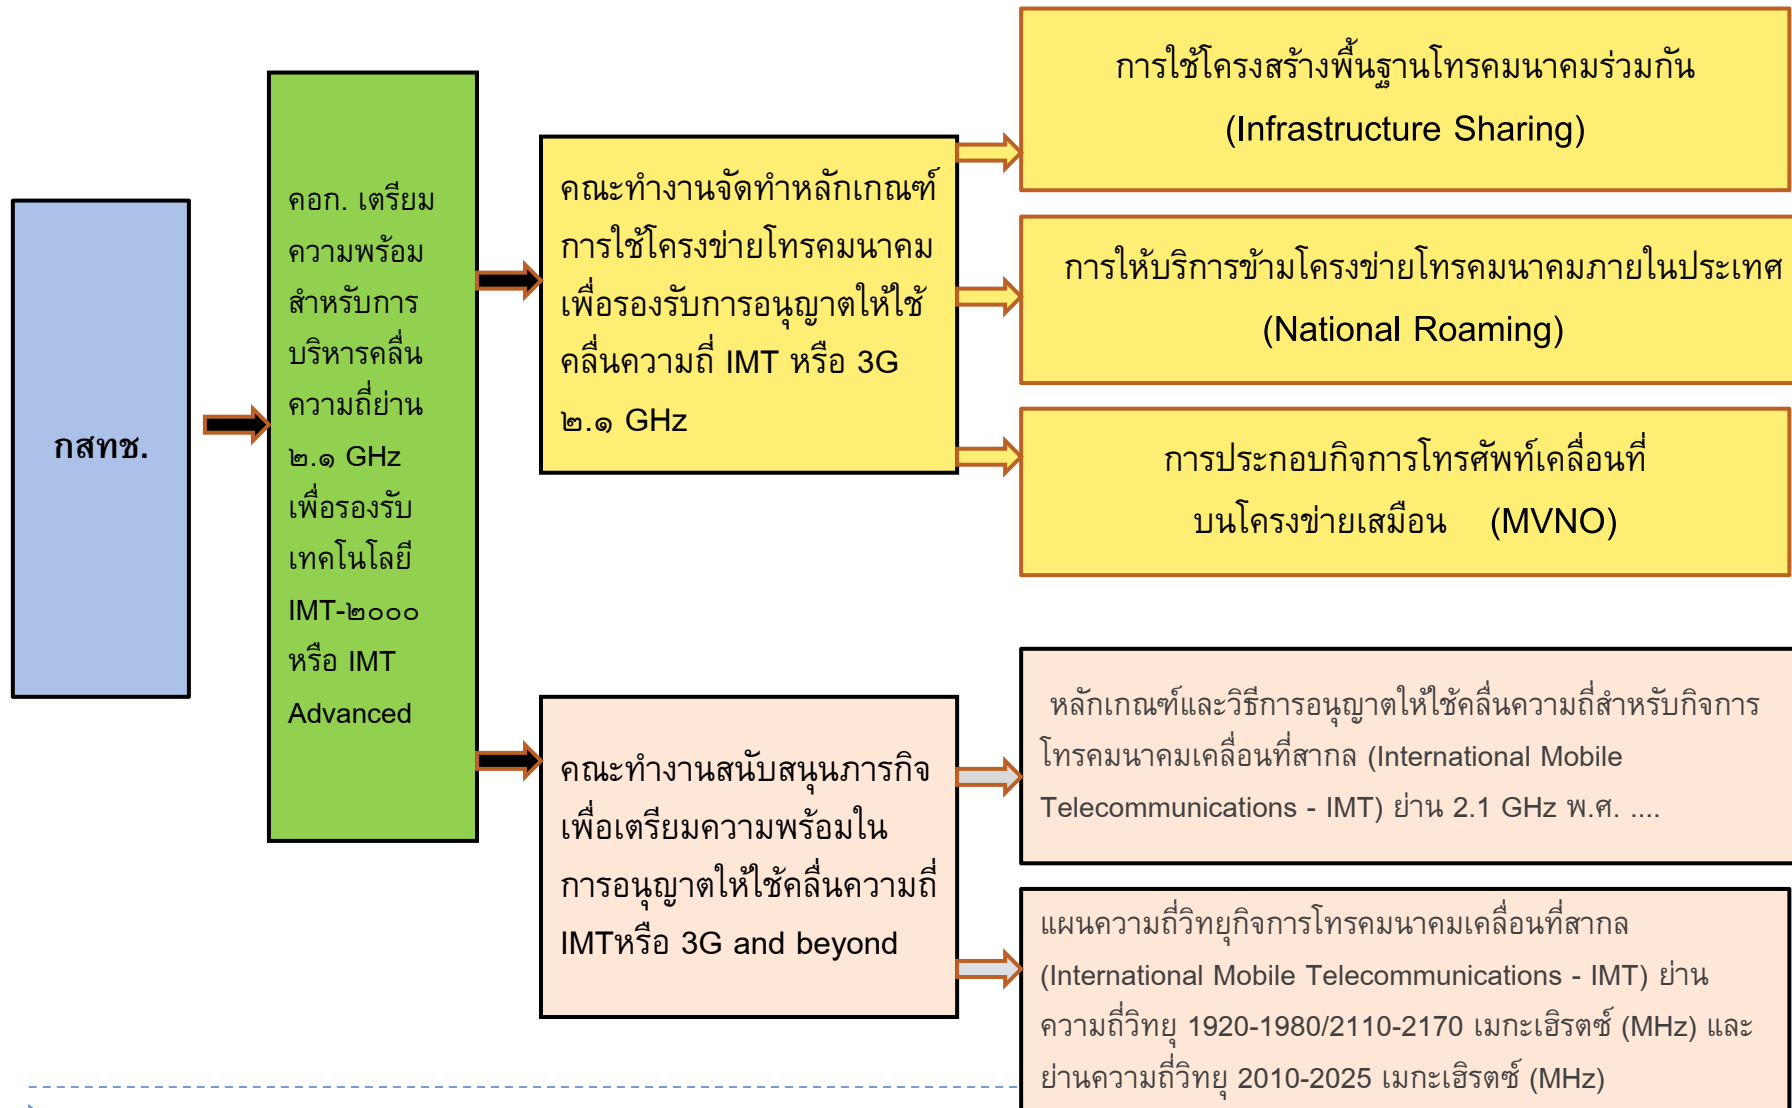 กสทช.
คอก. เตรียม
ความพร้อม
สำหรับการ
บริหารคลื่น
ความถี่ย่าน
๒.๑ GHz
เพื่อรองรับ
เทคโนโลยี
IMT-๒๐๐๐
หรือ IMT
Advanced
คณะทำงานจัดทำหลักเกณฑ์
การใช้โครงข่ายโทรคมนาคม
เพื่อรองรับการอนุญาตให้ใช้
คลื่นความถี่ IMT หรือ 3G
๒.๑ GHz
การใช้โครงสร้างพื้นฐานโทรคมนาคมร่วมกัน
(Infrastructure Sharing)
การให้บริการข้ามโครงข่ายโทรคมนาคมภายในประเทศ
(National Roaming)
การประกอบกิจการโทรศัพท์เคลื่อนที่
บนโครงข่ายเสมือน (MVNO)
คณะทำงานสนับสนุนภารกิจ
เพื่อเตรียมความพร้อมใน
การอนุญาตให้ใช้คลื่นความถี่
IMTหรือ 3G and beyond
หลักเกณฑ์และวิธีการอนุญาตให้ใช้คลื่นความถี่สำหรับกิจการ
โทรคมนาคมเคลื่อนที่สากล (International Mobile
Telecommunications - IMT) ย่าน 2.1 GHz พ.ศ. ....
แผนความถี่วิทยุกิจการโทรคมนาคมเคลื่อนที่สากล
(International Mobile Telecommunications - IMT) ย่าน
ความถี่วิทยุ 1920-1980/2110-2170 เมกะเฮิรตซ์ (MHz) และ
ย่านความถี่วิทยุ 2010-2025 เมกะเฮิรตซ์ (MHz)